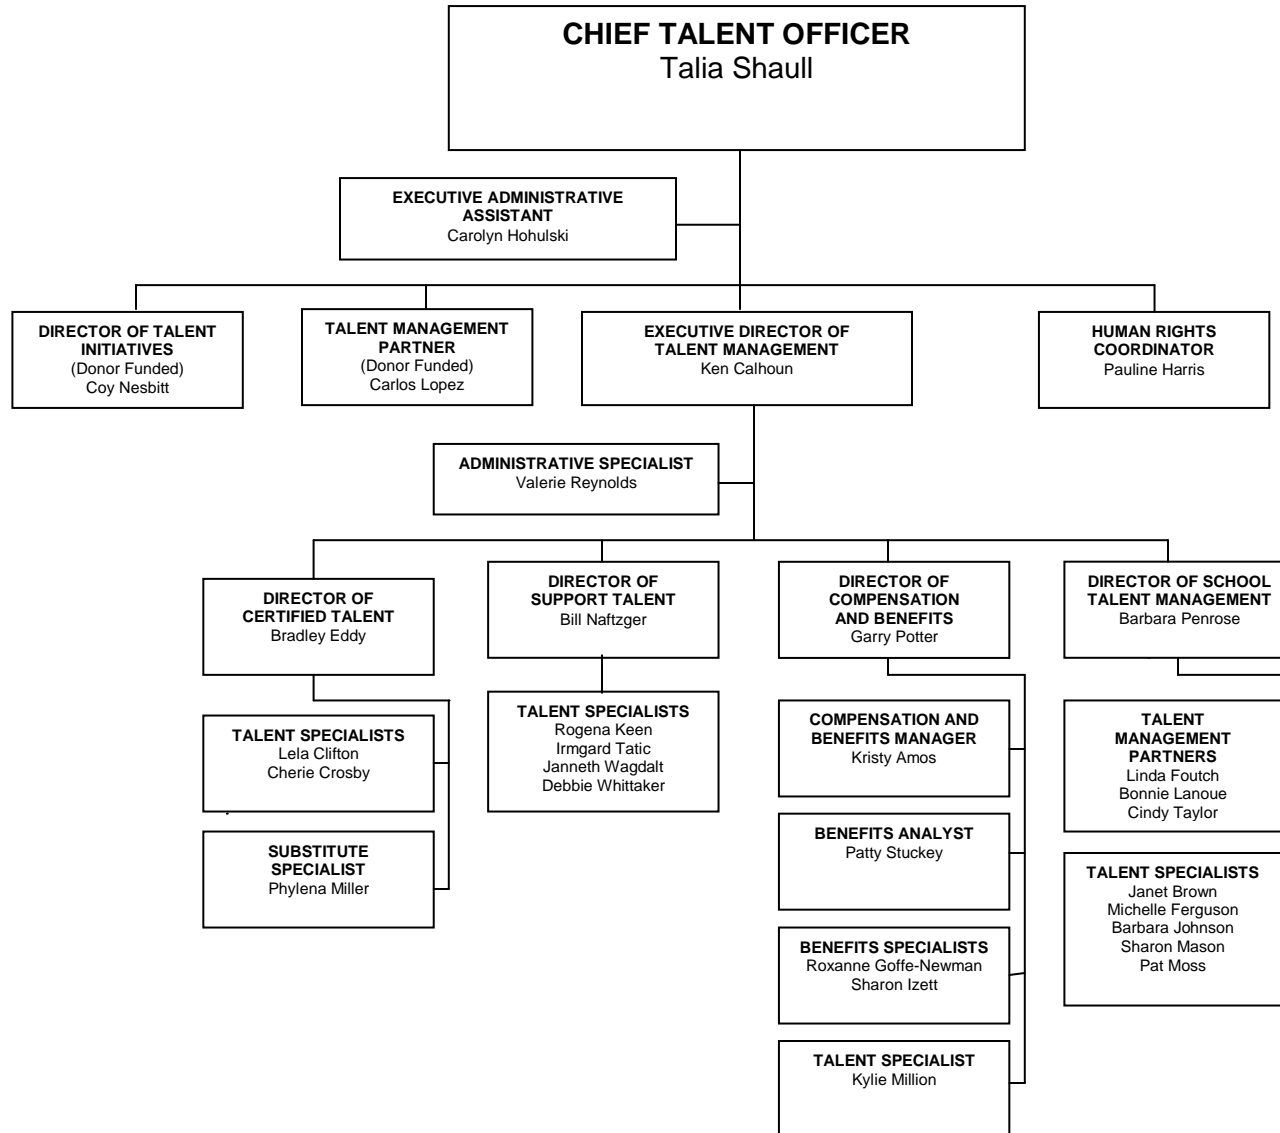 CHIEF TALENT OFFICER
Talia Shaull
EXECUTIVE ADMINISTRATIVE
ASSISTANT
Carolyn Hohulski
DIRECTOR OF TALENT
INITIATIVES
(Donor Funded)
Coy Nesbitt
TALENT MANAGEMENT
PARTNER
(Donor Funded)
Carlos Lopez
EXECUTIVE DIRECTOR OF
TALENT MANAGEMENT
Ken Calhoun
HUMAN RIGHTS
COORDINATOR
Pauline Harris
ADMINISTRATIVE SPECIALIST
Valerie Reynolds
DIRECTOR OF
CERTIFIED TALENT
Bradley Eddy
DIRECTOR OF
SUPPORT TALENT
Bill Naftzger
DIRECTOR OF
COMPENSATION
AND BENEFITS
Garry Potter
DIRECTOR OF SCHOOL
TALENT MANAGEMENT
Barbara Penrose
TALENT SPECIALISTS
Lela Clifton
Cherie Crosby
SUBSTITUTE
SPECIALIST
Phylena Miller
TALENT SPECIALISTS
Rogena Keen
Irmgard Tatic
Janneth Wagdalt
Debbie Whittaker
COMPENSATION AND
BENEFITS MANAGER
Kristy Amos
BENEFITS ANALYST
Patty Stuckey
BENEFITS SPECIALISTS
Roxanne Goffe-Newman
Sharon Izett
TALENT SPECIALIST
Kylie Million
TALENT
MANAGEMENT
PARTNERS
Linda Foutch
Bonnie Lanoue
Cindy Taylor
TALENT SPECIALISTS
Janet Brown
Michelle Ferguson
Barbara Johnson
Sharon Mason
Pat Moss